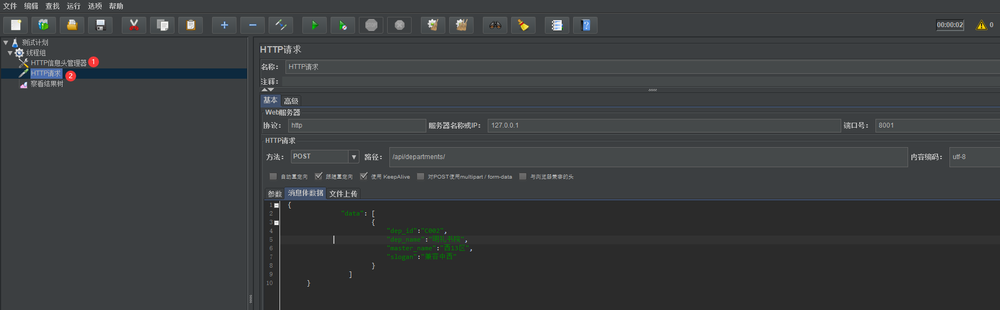 文件 编辑 查找 运行 选项 帮助
STOP 00:00:02 0
测试计划
线程组
HTTP信息头管理器 1
HTTP请求 2
察看结果树
HTTP请求
名称： HTTP请求
注释：
基本 高级
Web服务器
协议： http 服务器名称或IP： 127.0.0.1 端口号： 8001
HTTP请求
方法： POST 路径： /api/departments/ 内容编码： utf-8
自动重定向 跟随重定向 使用 KeepAlive 对POST使用multipart / form-data 与浏览器兼容的头
参数 消息体数据 文件上传
1 {
2 "data": [
3 {
4 "dep_id":"C002",
5 "dep_name":"明礼书院",
6 "master_name":"西13区",
7 "slogan":"兼容中西"
8 }
9 ]
10 }